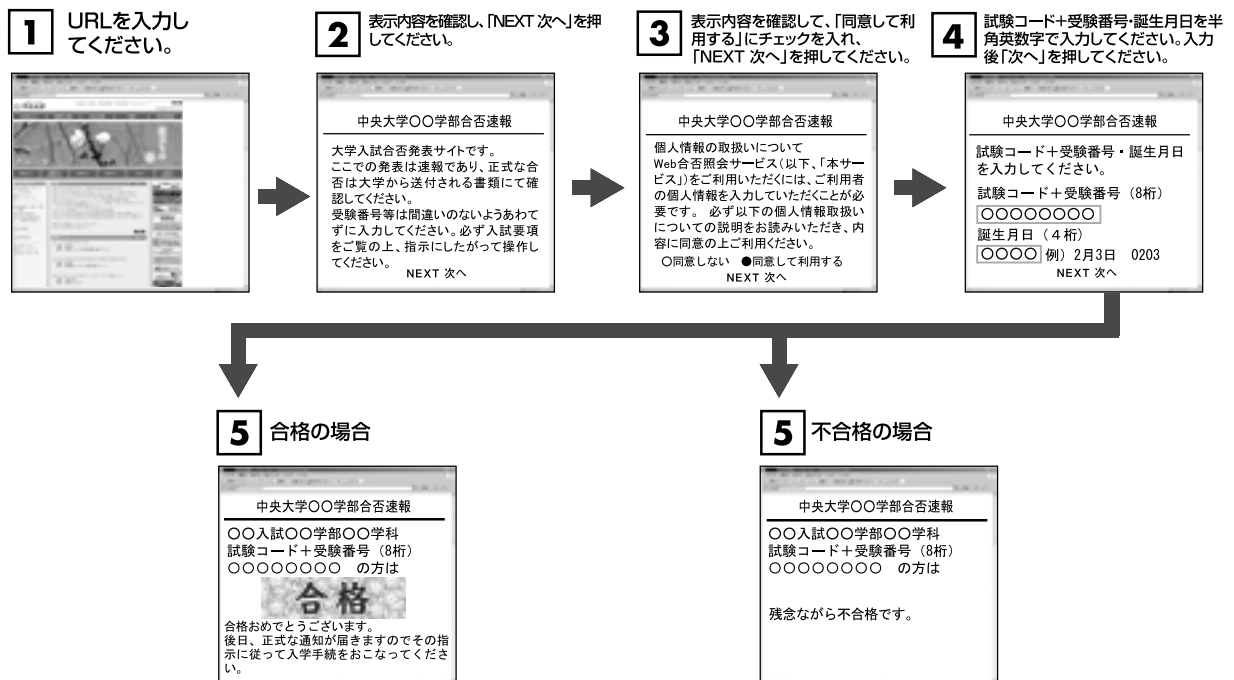 1
URLを入力し
てください。
2
表示内容を確認し、「NEXT 次へ」を押
してください。
3
表示内容を確認して、「同意して利
用する」にチェックを入れ、
「NEXT 次へ」を押してください。
4
試験コード+受験番号・誕生月日を半
角英数字で入力してください。入力
後「次へ」を押してください。
中央大学〇〇学部合否速報
大学入試合否発表サイトです。
ここでの発表は速報であり、正式な合
否は大学から送付される書類にて確
認してください。
受験番号等は間違いのないようあわて
ずに入力してください。必ず入試要項
をご覧の上、指示にしたがって操作し
てください。
NEXT 次へ
中央大学〇〇学部合否速報
個人情報の取扱いについて
Web合否照会サービス(以下、「本サー
ビス」)をご利用いただくには、ご利用者
の個人情報を入力していただくことが必
要です。 必ず以下の個人情報取扱い
についての説明をお読みいただき、内
容に同意の上ご利用ください。
〇同意しない ●同意して利用する
NEXT 次へ
中央大学〇〇学部合否速報
試験コード+受験番号・誕生月日
を入力してください。
試験コード+受験番号(8桁)
〇〇〇〇〇〇〇〇
誕生月日(4桁)
〇〇〇〇 例)2月3日 0203
NEXT 次へ
5 合格の場合
中央大学〇〇学部合否速報
〇〇入試〇〇学部〇〇学科
試験コード+受験番号(8桁)
〇〇〇〇〇〇〇〇 の方は
合格
合格おめでとうございます。
後日、正式な通知が届きますのでその指
示に従って入学手続をおこなってくださ
い。
5 不合格の場合
中央大学〇〇学部合否速報
〇〇入試〇〇学部〇〇学科
試験コード+受験番号(8桁)
〇〇〇〇〇〇〇〇 の方は
残念ながら不合格です。